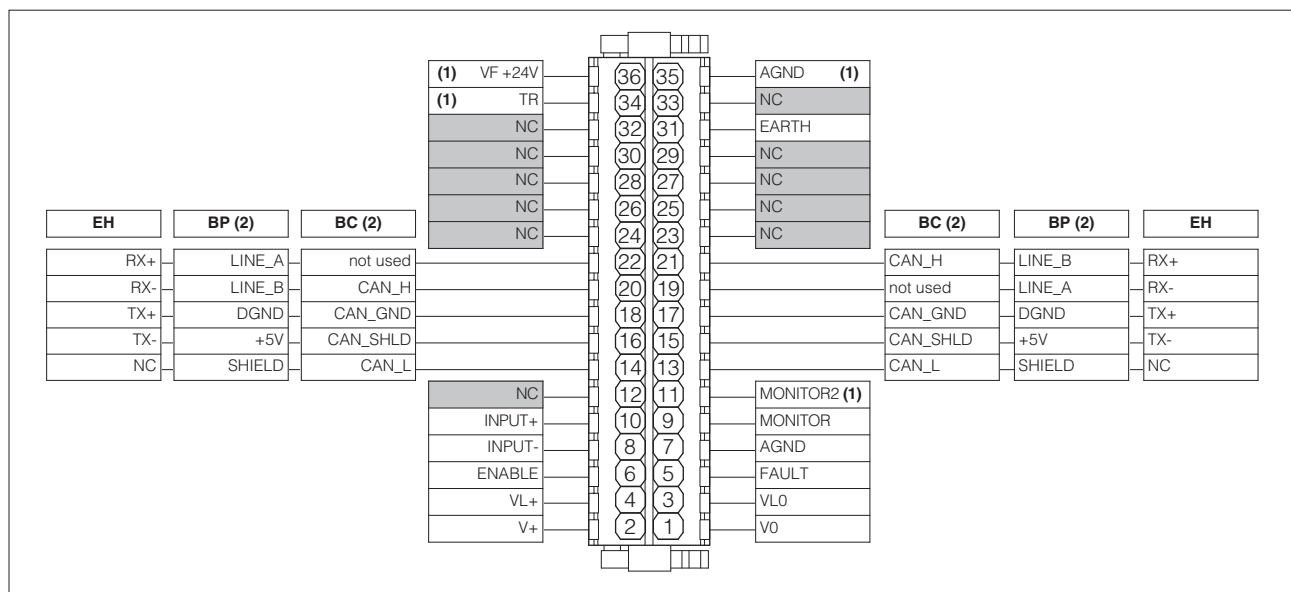 (1) VF +24V 36 35 AGND (1)
(1) TR 34 33 NC
NC 32 31 EARTH
NC 30 29 NC
NC 28 27 NC
NC 26 25 NC
NC 24 23 NC
EH BP (2) BC (2) BC (2) BP (2) EH
RX+ LINE_A not used 22 21 CAN_H LINE_B RX+
RX- LINE_B CAN_H 20 19 not used LINE_A RX-
TX+ DGND CAN_GND 18 17 CAN_GND DGND TX+
TX- +5V CAN_SHLD 16 15 CAN_SHLD +5V TX-
NC SHIELD CAN_L 14 13 CAN_L SHIELD NC
NC 12 11 MONITOR2 (1)
INPUT+ 10 9 MONITOR
INPUT- 8 7 AGND
ENABLE 6 5 FAULT
VL+ 4 3 VL0
V+ 2 1 V0